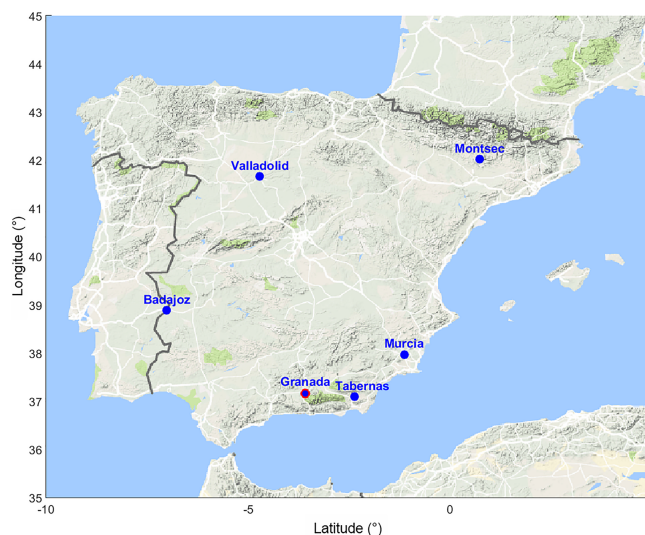 45
44
43
42
41
40
39
38
37
36
35
Longitude (°)
Montsec
Valladolid
Badajoz
Murcia
Granada
Tabernas
-10
-5
0
Latitude (°)